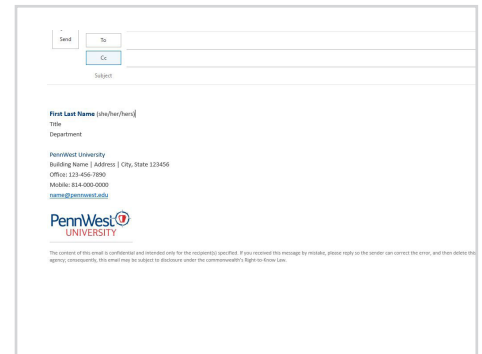 Send
To
Cc
Subject
First Last Name (she/her/hers)
Title
Department
PennWest University
Building Name | Address | City, State 123456
Office: 123-456-7890
Mobile: 814-000-0000
name@pennwest.edu
PennWest
UNIVERSITY
The content of this email is confidential and intended only for the recipient(s) specified. If you received this message by mistake, please reply so the sender can correct the error, and then delete this
agency; consequently, this email may be subject to disclosure under the commonwealth's Right-to-Know Law.